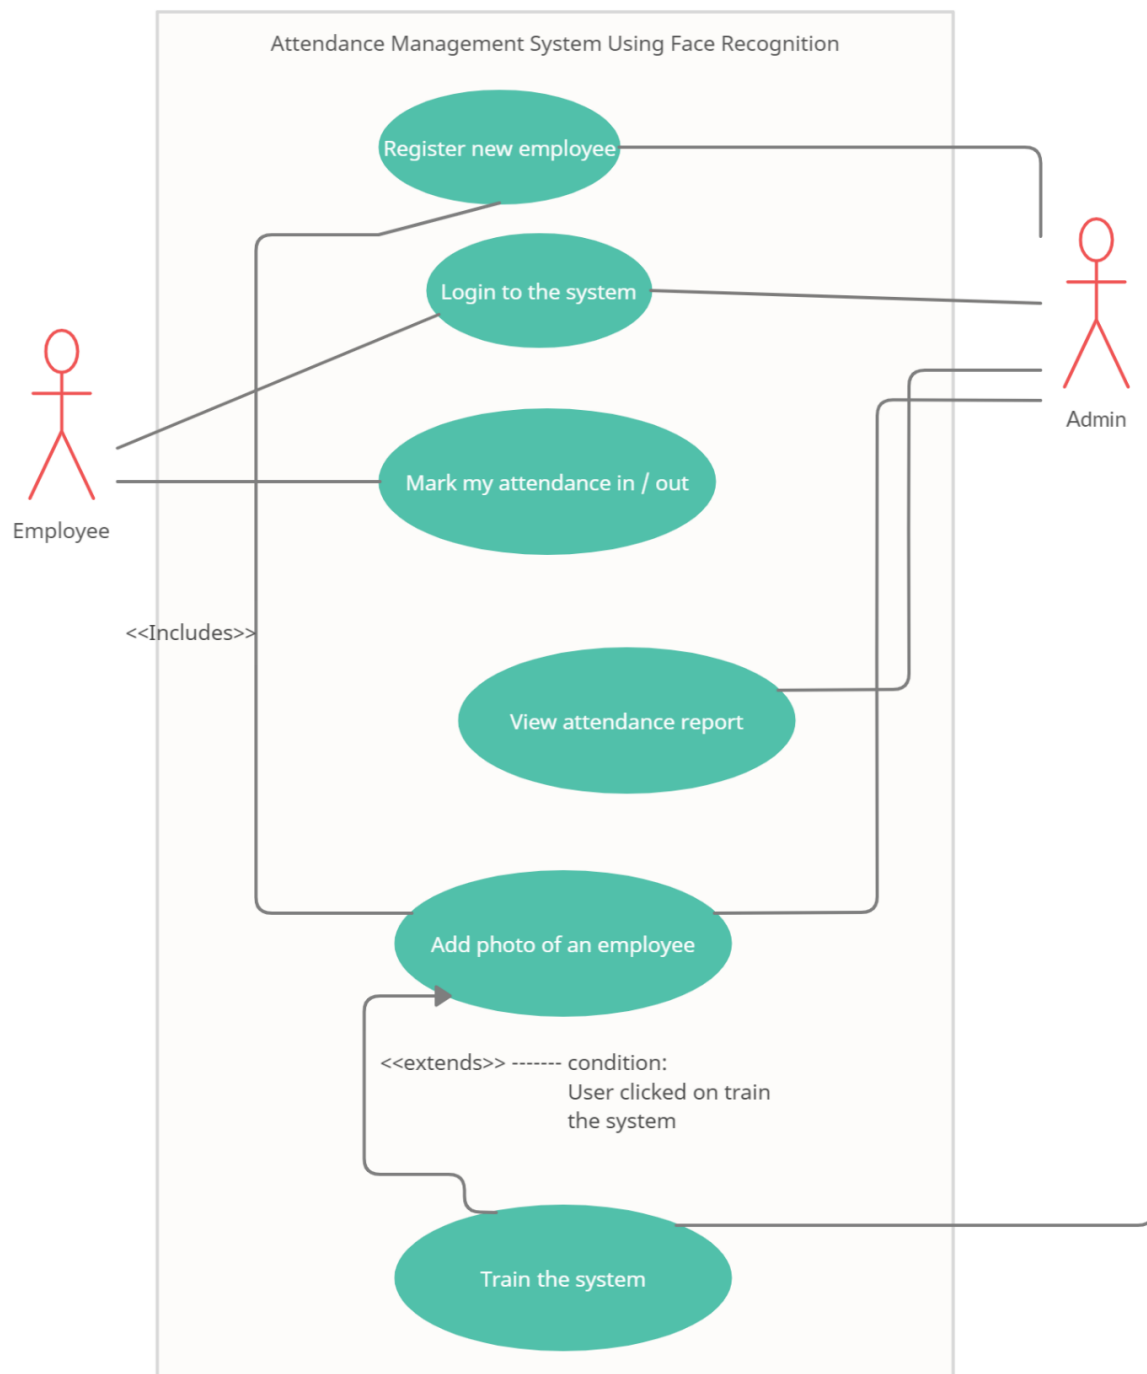 Attendance Management System Using Face Recognition
Register new employee
Login to the system
Admin
Mark my attendance in / out
Employee
<<Includes>>
View attendance report
Add photo of an employee
<<extends>> ------- condition:
User clicked on train
the system
Train the system